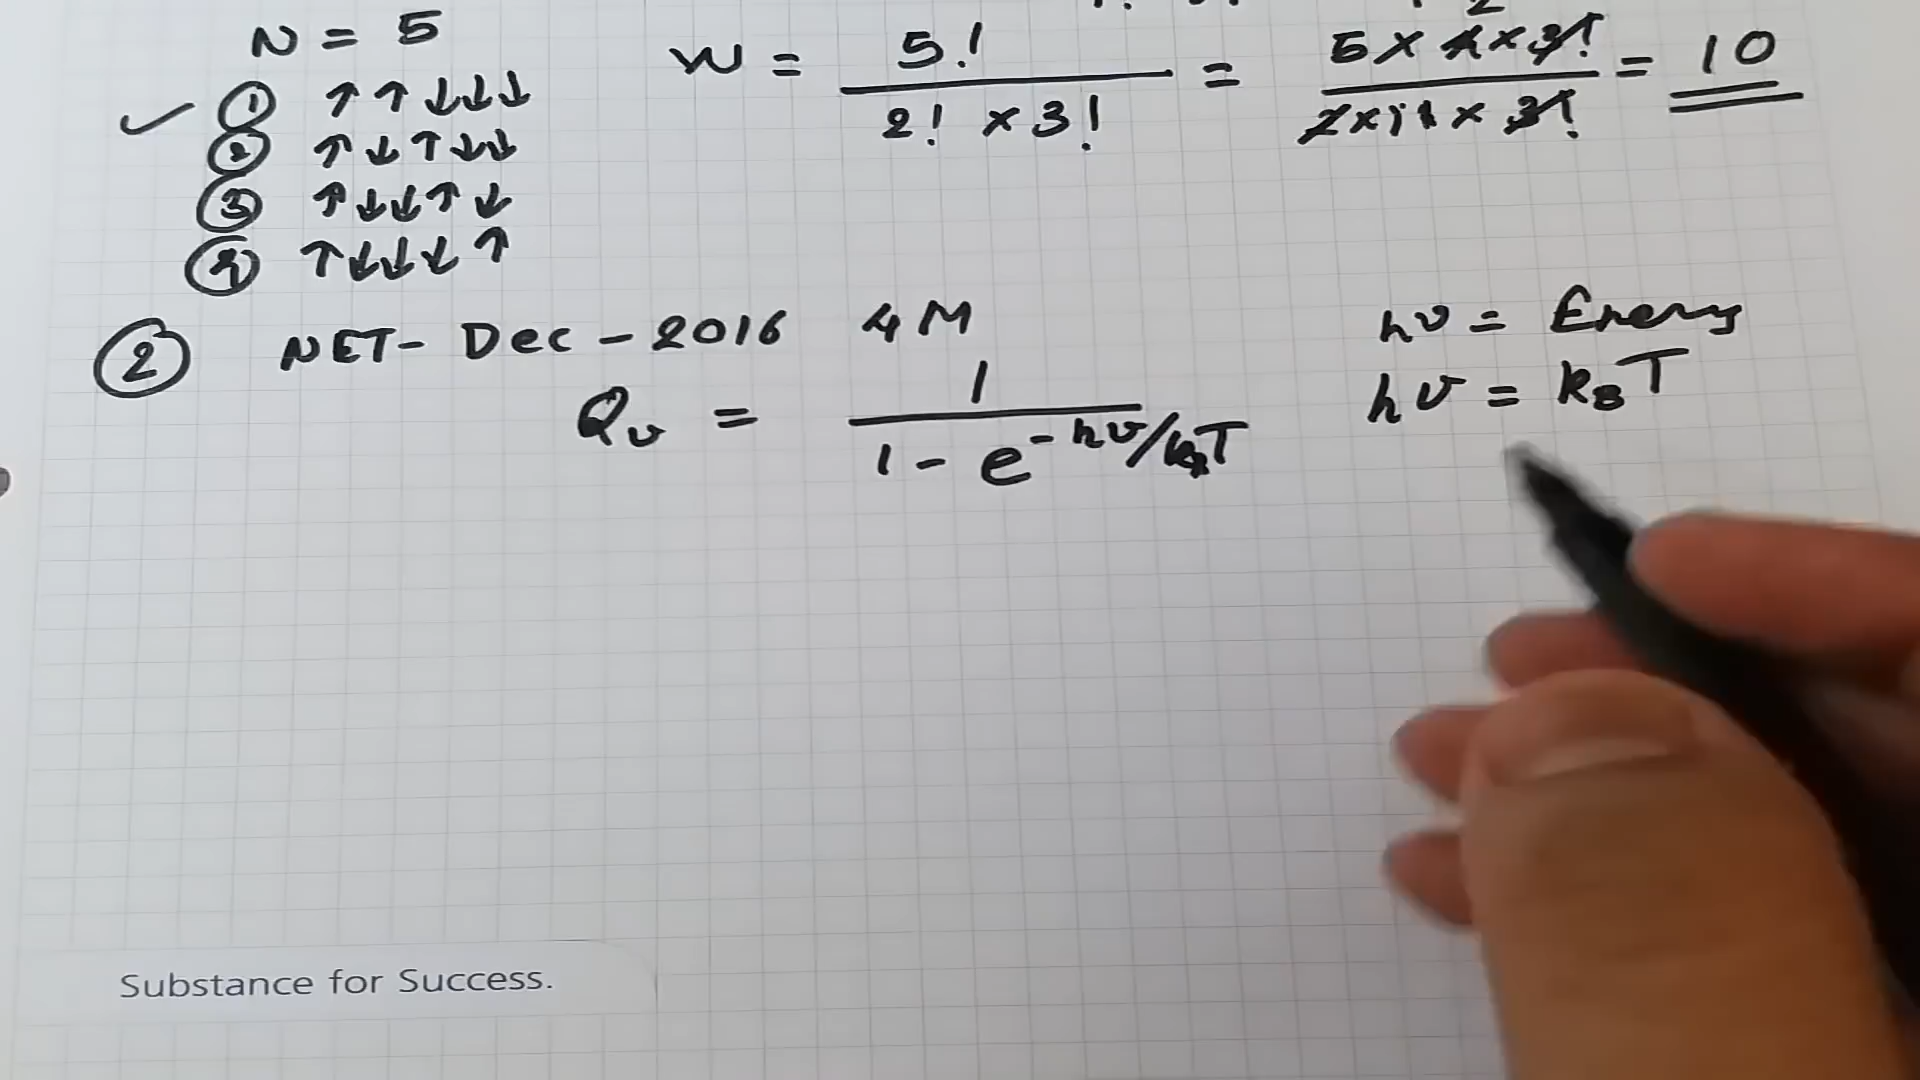 N = 5
① ↑ ↑ ↓ ↓ ↓
② ↑ ↓ ↑ ↓ ↓
③ ↑ ↓ ↓ ↑ ↓
④ ↑ ↓ ↓ ↓ ↑
W = 5! / 2! × 3! = 5 × 4 × 3! / 2 × 1 × 3! = 10
② NET - Dec - 2016 4M
Qv = 1 / 1 - e^-hν/kBT
hν = Energy
hν = kBT
Substance for Success.